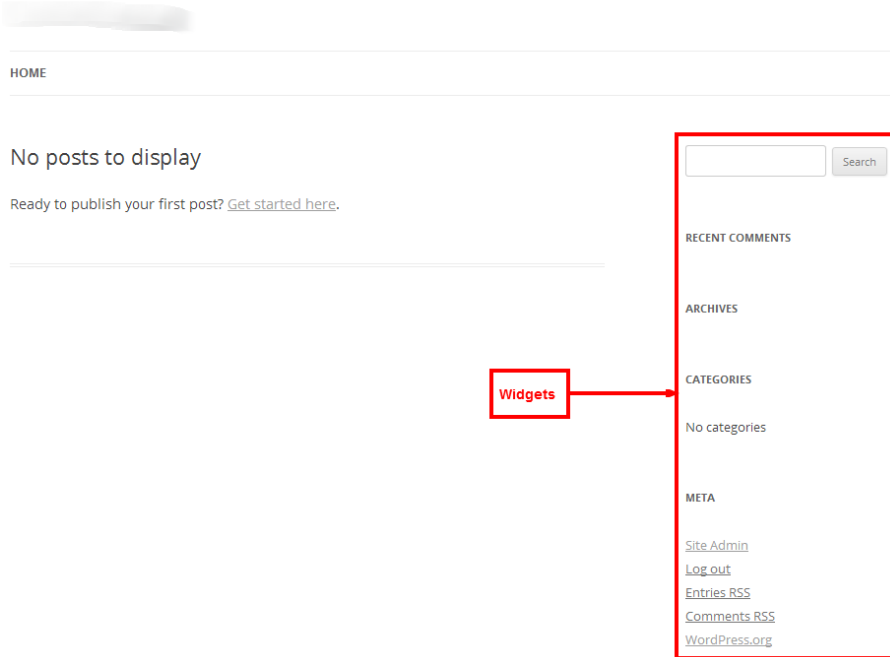 HOME
No posts to display
Ready to publish your first post? Get started here.
Widgets
Search
RECENT COMMENTS
ARCHIVES
CATEGORIES
No categories
META
Site Admin
Log out
Entries RSS
Comments RSS
WordPress.org